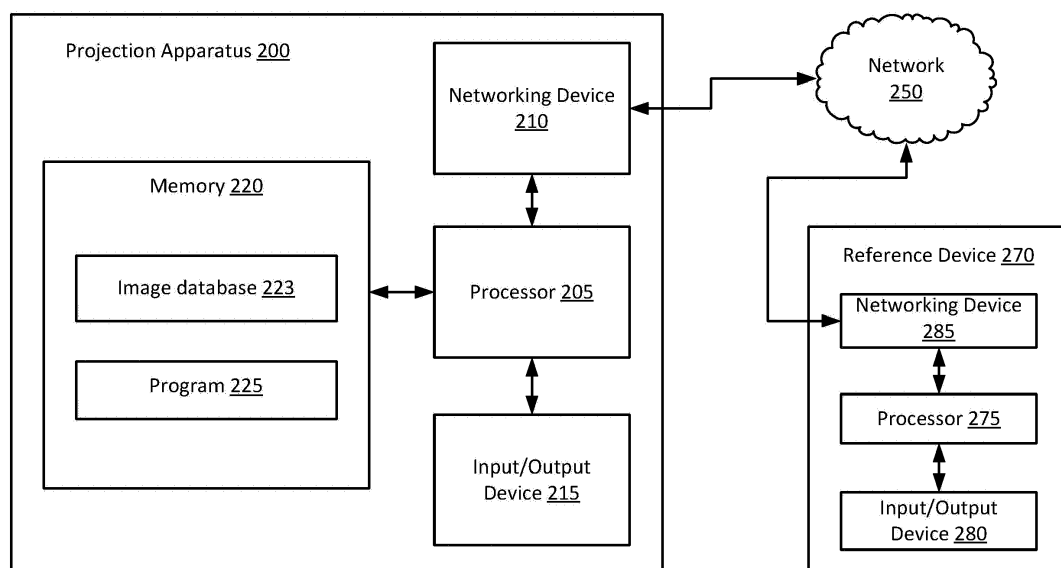 Projection Apparatus 200
Networking Device
210
Memory 220
Image database 223
Program 225
Processor 205
Input/Output
Device 215
Network
250
Reference Device 270
Networking Device
285
Processor 275
Input/Output
Device 280